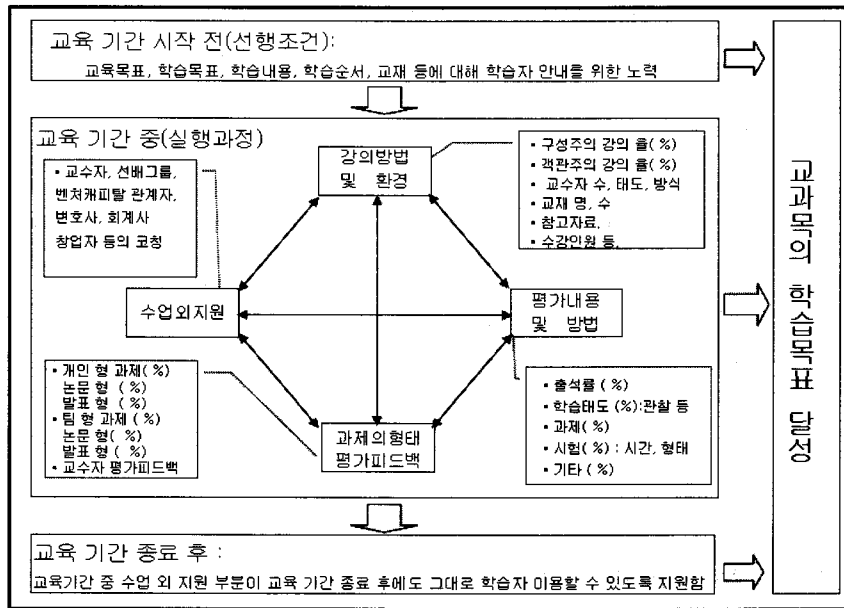 교육 기간 시작 전(선행조건):
교육목표, 학습목표, 학습내용, 학습순서, 교재 등에 대해 학습자 안내를 위한 노력
교육 기간 중(실행과정)
▪ 교수자, 선배그룹,
벤처캐피탈 관계자,
변호사, 회계사
창업자 등의 코칭
강의방법
및 환경
▪ 구성주의 강의 율( %)
▪ 객관주의 강의 율( %)
▪ 교수자 수, 태도, 방식
▪ 교재 명, 수
▪ 참고자료,
▪ 수강인원 등,
수업외지원
평가내용
및 방법
▪ 개인 형 과제( %)
논문 형 ( %)
발표 형 ( %)
▪ 팀 형 과제 ( %)
논문 형( %)
발표 형 ( %)
▪ 교수자 평가피드백
과제의형태
평가피드백
▪ 출석률 ( %)
▪ 학습태도 (%):관찰 등
▪ 과제(%)
▪ 시험(%) : 시간, 형태
▪ 기타 (%)
교육 기간 종료 후 :
교육기간 중 수업 외 지원 부분이 교육 기간 종료 후에도 그대로 학습자 이용할 수 있도록 지원함
교과목의 학습목표 달성